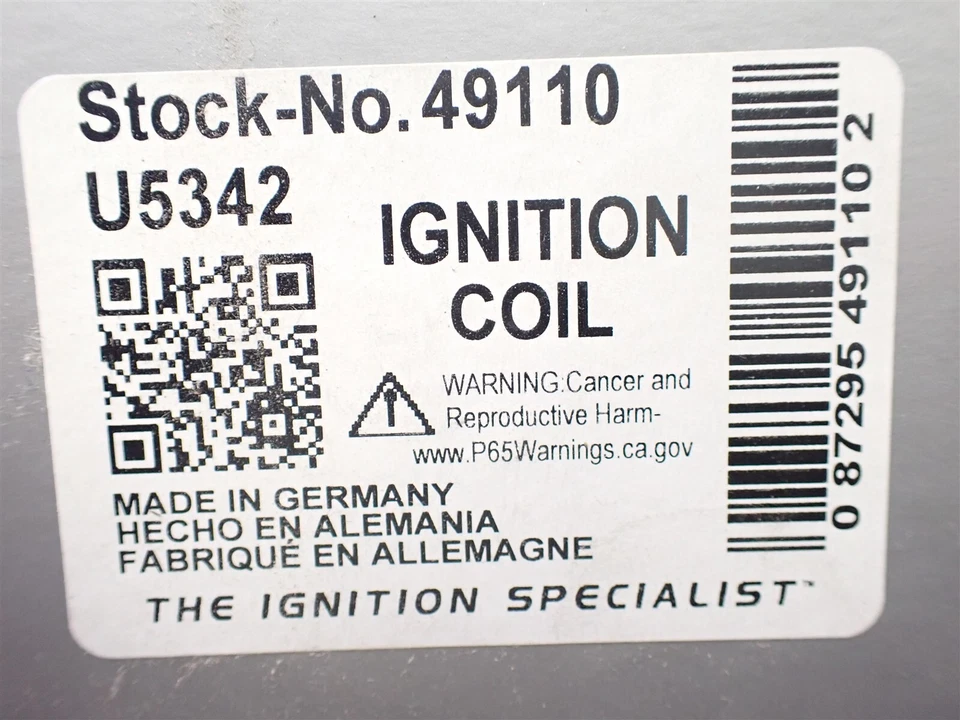 Stock-No. 49110
U5342
IGNITION
COIL
WARNING:Cancer and
Reproductive Harm-
www.P65Warnings.ca.gov
MADE IN GERMANY
HECHO EN ALEMANIA
FABRIQUÉ EN ALLEMAGNE
THE IGNITION SPECIALIST™
0 87295 49110 2